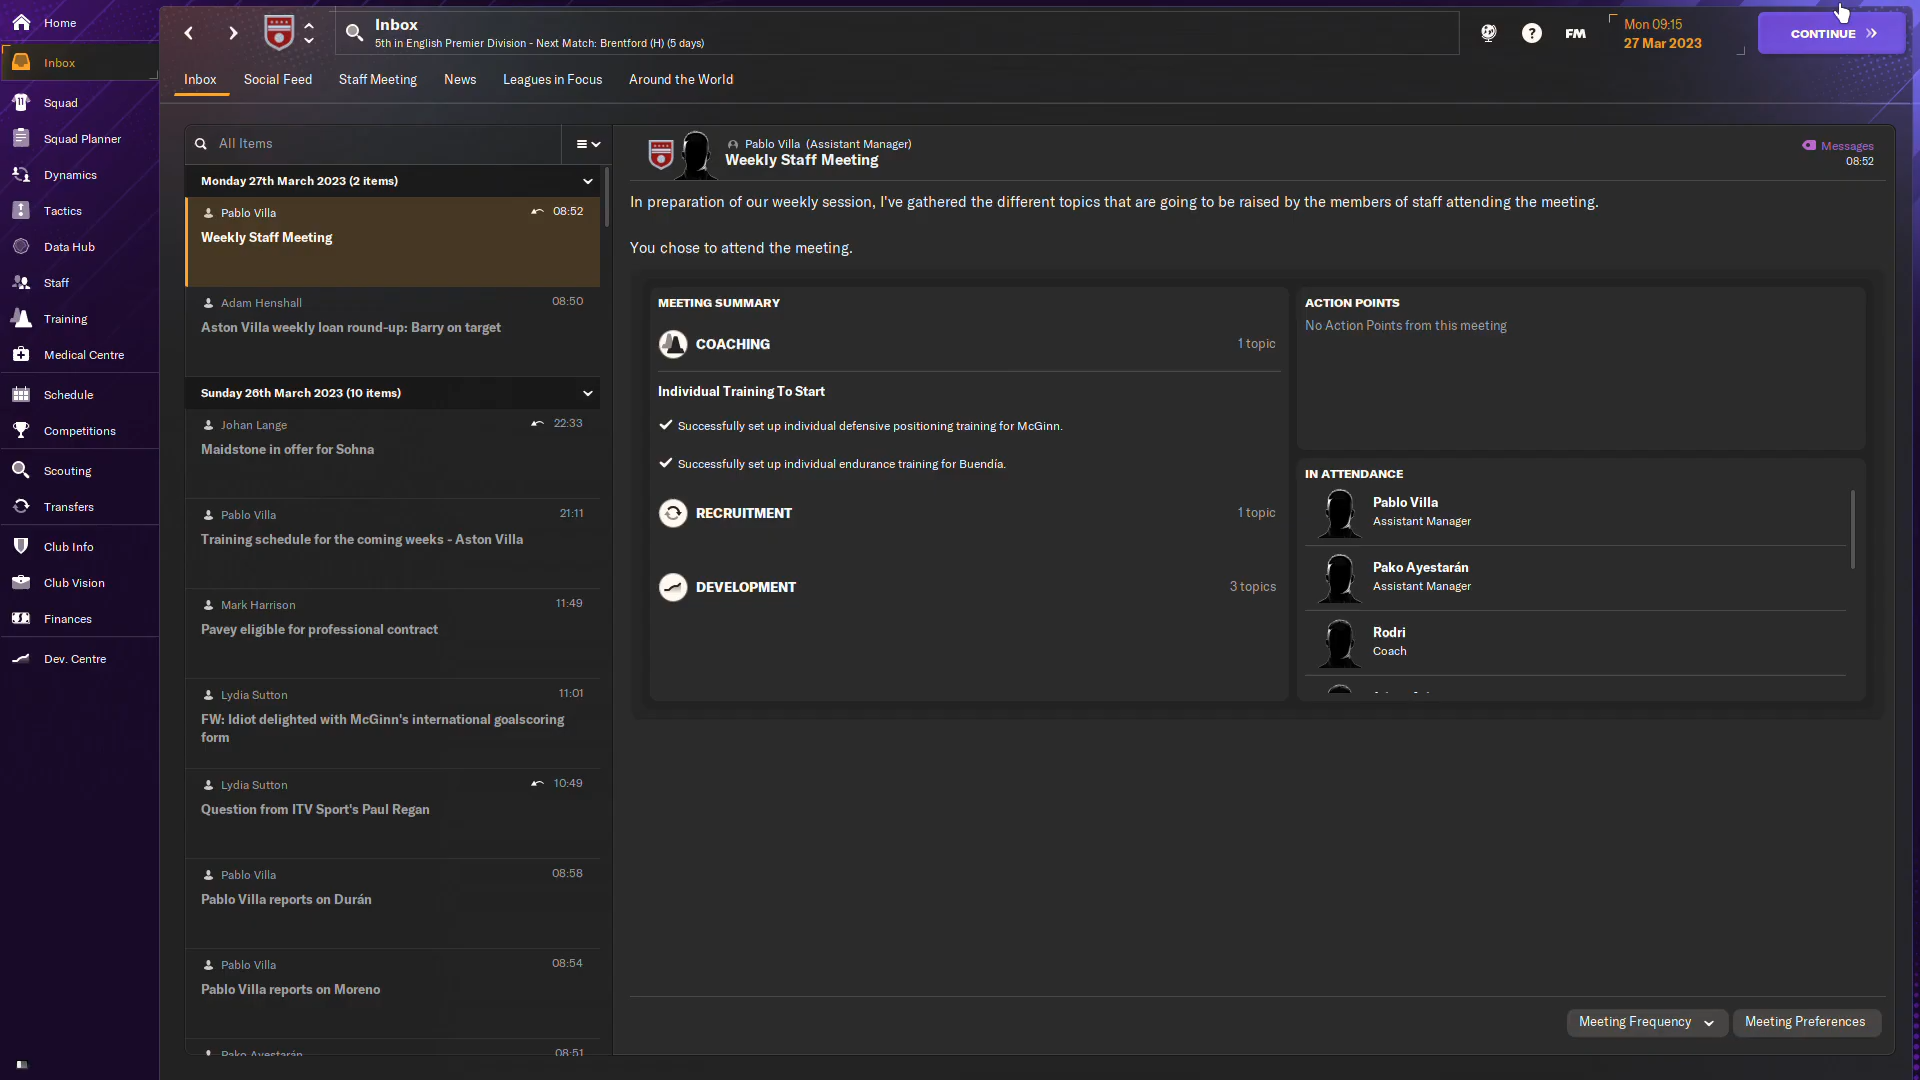 Home
Inbox
Squad
Squad Planner
Dynamics
Tactics
Data Hub
Staff
Training
Medical Centre
Schedule
Competitions
Scouting
Transfers
Club Info
Club Vision
Finances
Dev. Centre
Inbox
5th in English Premier Division - Next Match: Brentford (H) (5 days)
FM
Mon 09:15
27 Mar 2023
CONTINUE
Inbox Social Feed Staff Meeting News Leagues in Focus Around the World
All Items
Monday 27th March 2023 (2 items)
Pablo Villa 08:52
Weekly Staff Meeting
Adam Henshall 08:50
Aston Villa weekly loan round-up: Barry on target
Sunday 26th March 2023 (10 items)
Johan Lange 22:33
Maidstone in offer for Sohna
Pablo Villa 21:11
Training schedule for the coming weeks - Aston Villa
Mark Harrison 11:49
Pavey eligible for professional contract
Lydia Sutton 11:01
FW: Idiot delighted with McGinn's international goalscoring
form
Lydia Sutton 10:49
Question from ITV Sport's Paul Regan
Pablo Villa 08:58
Pablo Villa reports on Durán
Pablo Villa 08:54
Pablo Villa reports on Moreno
Pako Ayestarán 08:51
Pablo Villa (Assistant Manager)
Weekly Staff Meeting
Messages
08:52
In preparation of our weekly session, I've gathered the different topics that are going to be raised by the members of staff attending the meeting.
You chose to attend the meeting.
MEETING SUMMARY
COACHING 1 topic
Individual Training To Start
Successfully set up individual defensive positioning training for McGinn.
Successfully set up individual endurance training for Buendía.
RECRUITMENT 1 topic
DEVELOPMENT 3 topics
ACTION POINTS
No Action Points from this meeting
IN ATTENDANCE
Pablo Villa
Assistant Manager
Pako Ayestarán
Assistant Manager
Rodri
Coach
Meeting Frequency
Meeting Preferences